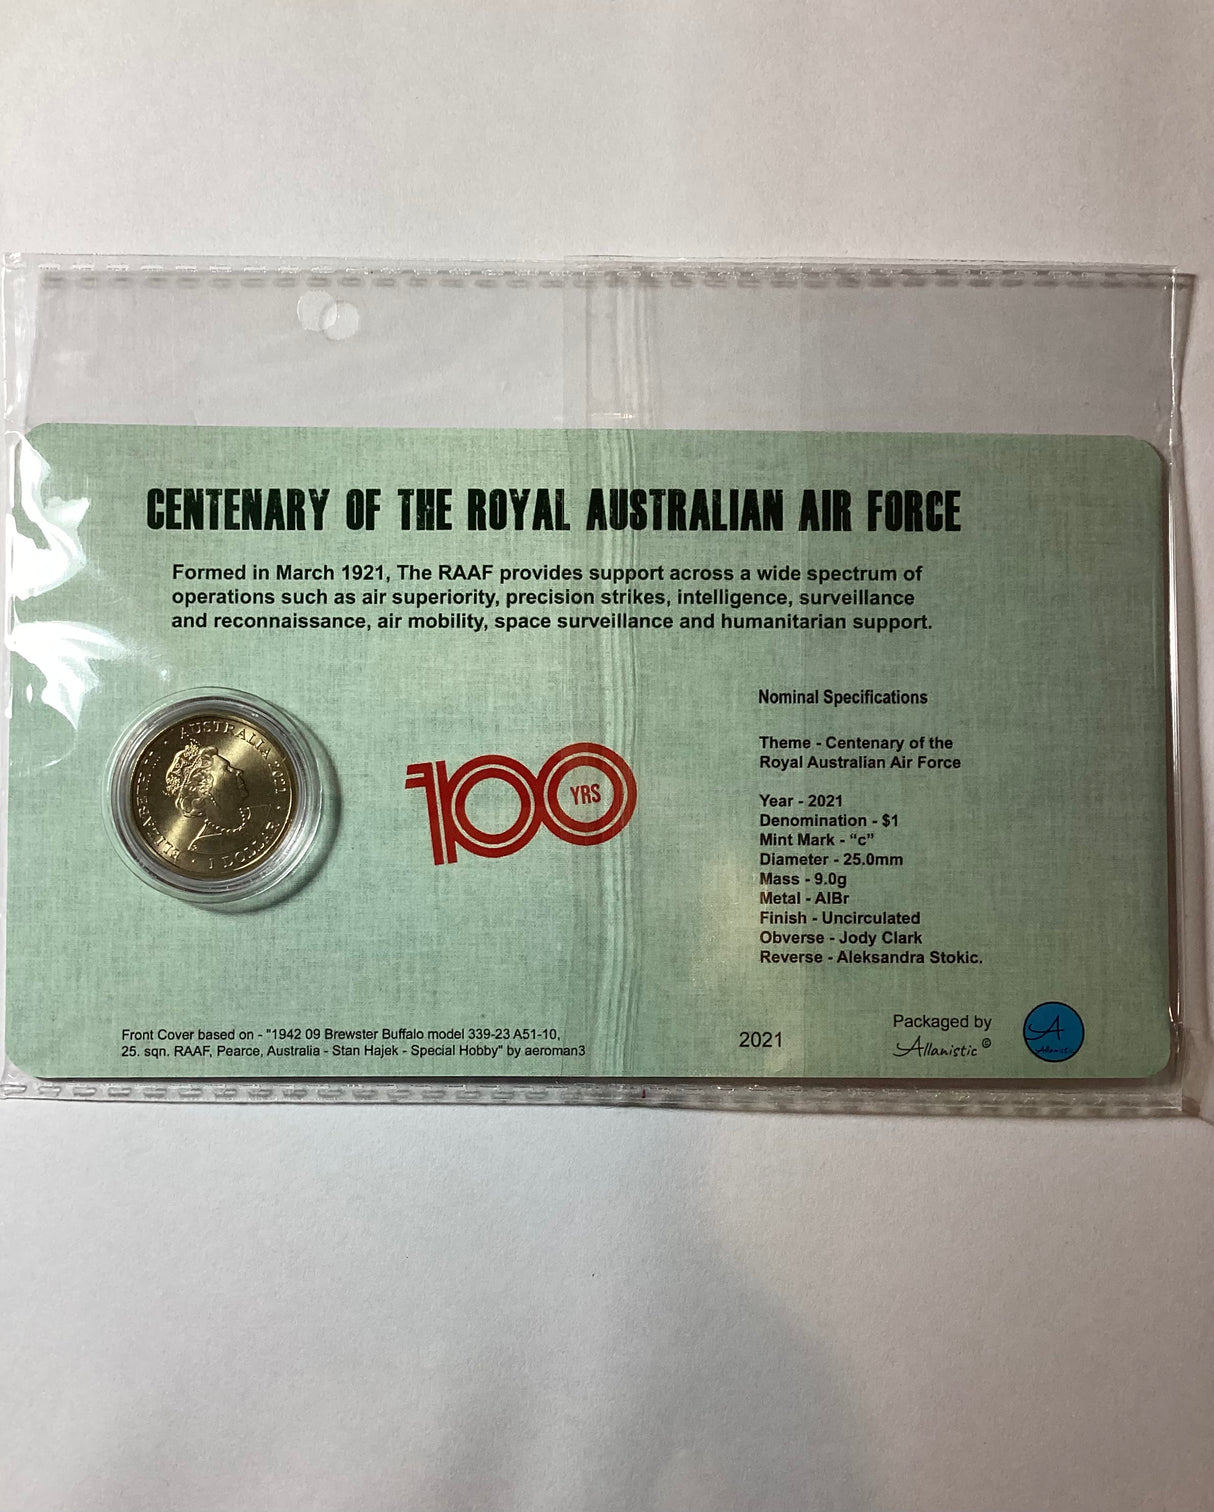 CENTENARY OF THE ROYAL AUSTRALIAN AIR FORCE
Formed in March 1921, The RAAF provides support across a wide spectrum of
operations such as air superiority, precision strikes, intelligence, surveillance
and reconnaissance, air mobility, space surveillance and humanitarian support.
ELIZABETH II • AUSTRALIA 2021
1 DOLLAR
100
YRS
Nominal Specifications
Theme - Centenary of the
Royal Australian Air Force
Year - 2021
Denomination - $1
Mint Mark - “c”
Diameter - 25.0mm
Mass - 9.0g
Metal - AlBr
Finish - Uncirculated
Obverse - Jody Clark
Reverse - Aleksandra Stokic.
Front Cover based on - "1942 09 Brewster Buffalo model 339-23 A51-10,
25. sqn. RAAF, Pearce, Australia - Stan Hajek - Special Hobby" by aeroman3
2021
Packaged by
Allanistic ©
A
Allanistic